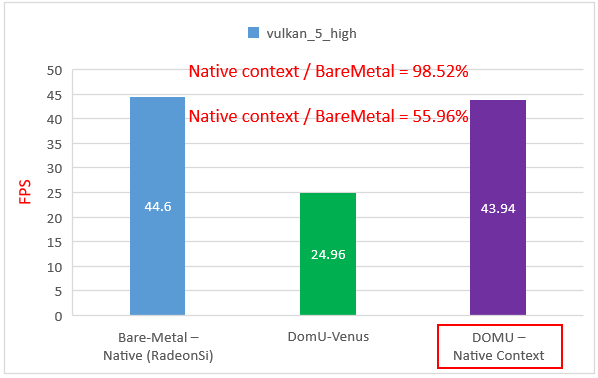 vulkan_5_high
Native context / BareMetal = 98.52%
Native context / BareMetal = 55.96%
FPS
50
45
40
35
30
25
20
15
10
5
0
44.6
24.96
43.94
Bare-Metal –
Native (RadeonSi)
DomU-Venus
DOMU –
Native Context